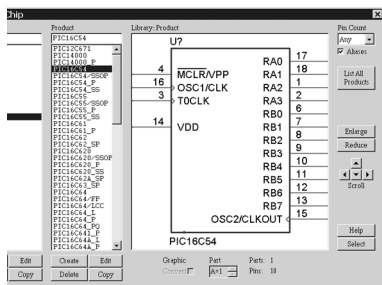 Chip
Product
Library: Product
Pin Count
PIC16C54
Any
Aliases
List All
Products
Enlarge
Reduce
Scroll
Help
Select
PIC12C671
PIC14000
PIC14000_P
PIC16C54
PIC16C54/SSOP
PIC16C54_P
PIC16C54_SS
PIC16C55
PIC16C55/SSOP
PIC16C55_P
PIC16C55_SS
PIC16C61
PIC16C61_P
PIC16C62
PIC16C62_SP
PIC16C620
PIC16C620/SSOP
PIC16C620_P
PIC16C620_SS
PIC16C62A_SP
PIC16C63_SP
PIC16C64
PIC16C64/FP
PIC16C64/LCC
PIC16C64_L
PIC16C64_P
PIC16C64_PQ
PIC16C641_P
PIC16C64A_L
PIC16C64A_P
U?
4 MCLR/VPP
16 OSC1/CLK
3 T0CLK
14 VDD
RA0 17
RA1 18
RA2 1
RA3 2
RB0 6
RB1 7
RB2 8
RB3 9
RB4 10
RB5 11
RB6 12
RB7 13
OSC2/CLKOUT 15
PIC16C54
Edit
Copy
Create
Edit
Delete
Copy
Graphic
Convert
Part
A=1
Parts: 1
Pins: 18